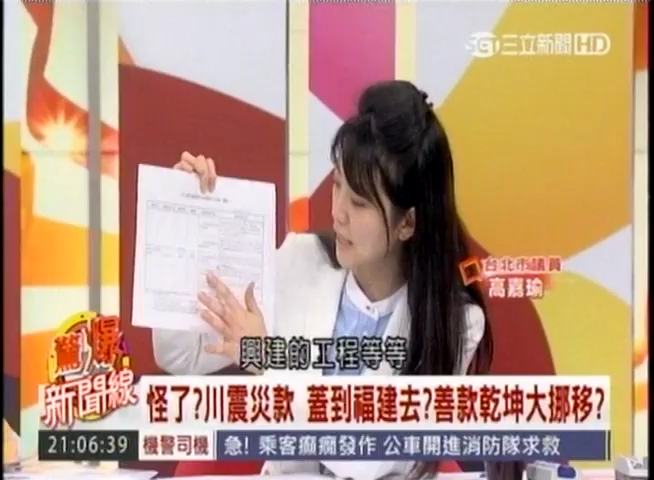 SET三立新聞HD
台北市議員
高嘉瑜
興建的工程等等
驚爆
新聞線
怪了?川震災款 蓋到福建去?善款乾坤大挪移?
21:06:39 機警司機 急! 乘客癲癇發作 公車開進消防隊求救